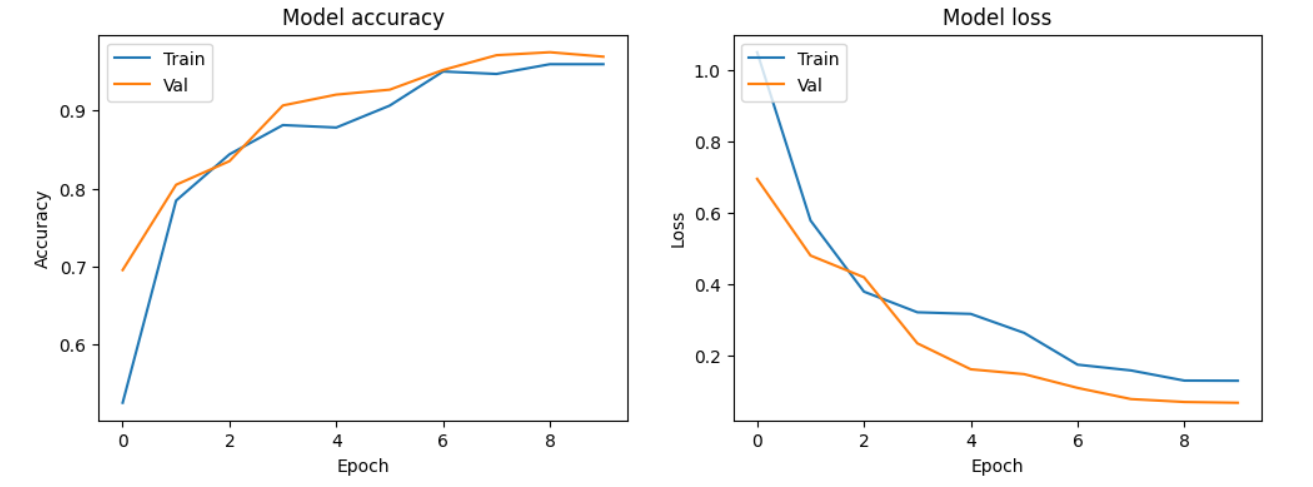 Model accuracy
Train
Val
0.9
0.8
0.7
0.6
Accuracy
0 2 4 6 8
Epoch
Model loss
Train
Val
1.0
0.8
0.6
0.4
0.2
Loss
0 2 4 6 8
Epoch